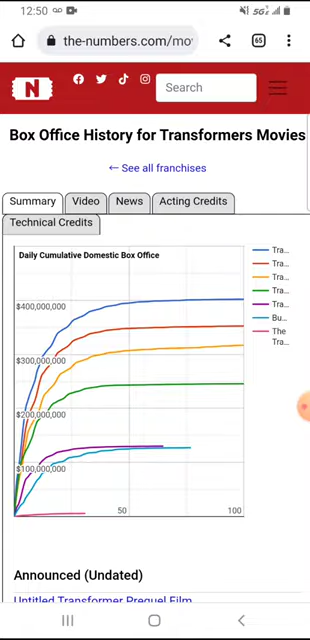 12:50
5G
the-numbers.com/mo
65
N
Search
Box Office History for Transformers Movies
← See all franchises
Summary
Video
News
Acting Credits
Technical Credits
Daily Cumulative Domestic Box Office
$400,000,000
$300,000,000
$200,000,000
$100,000,000
50
100
Tra...
Tra...
Tra...
Tra...
Tra...
Bu...
The
Tra...
Announced (Undated)
Untitled Transformer Prequel Film